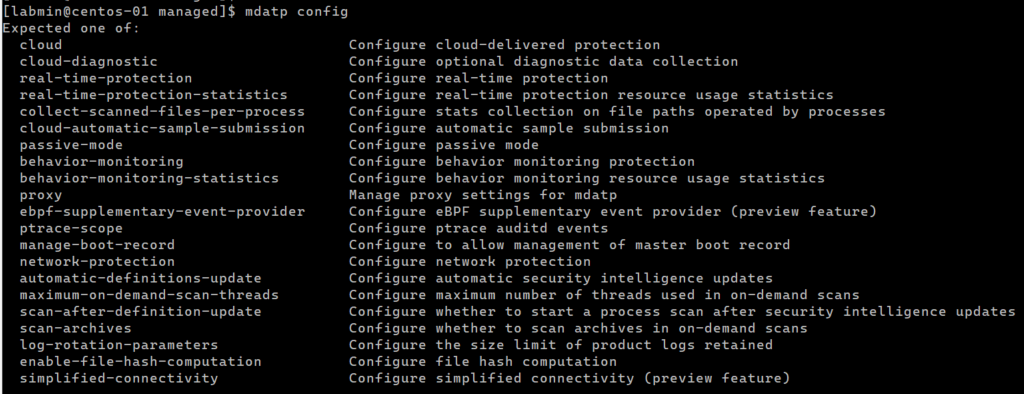 [labmin@centos-01 managed]$ mdatp config
Expected one of:
cloud Configure cloud-delivered protection
cloud-diagnostic Configure optional diagnostic data collection
real-time-protection Configure real-time protection
real-time-protection-statistics Configure real-time protection resource usage statistics
collect-scanned-files-per-process Configure stats collection on file paths operated by processes
cloud-automatic-sample-submission Configure automatic sample submission
passive-mode Configure passive mode
behavior-monitoring Configure behavior monitoring protection
behavior-monitoring-statistics Configure behavior monitoring resource usage statistics
proxy Manage proxy settings for mdatp
ebpf-supplementary-event-provider Configure eBPF supplementary event provider (preview feature)
ptrace-scope Configure ptrace auditd events
manage-boot-record Configure to allow management of master boot record
network-protection Configure network protection
automatic-definitions-update Configure automatic security intelligence updates
maximum-on-demand-scan-threads Configure maximum number of threads used in on-demand scans
scan-after-definition-update Configure whether to start a process scan after security intelligence updates
scan-archives Configure whether to scan archives in on-demand scans
log-rotation-parameters Configure the size limit of product logs retained
enable-file-hash-computation Configure file hash computation
simplified-connectivity Configure simplified connectivity (preview feature)